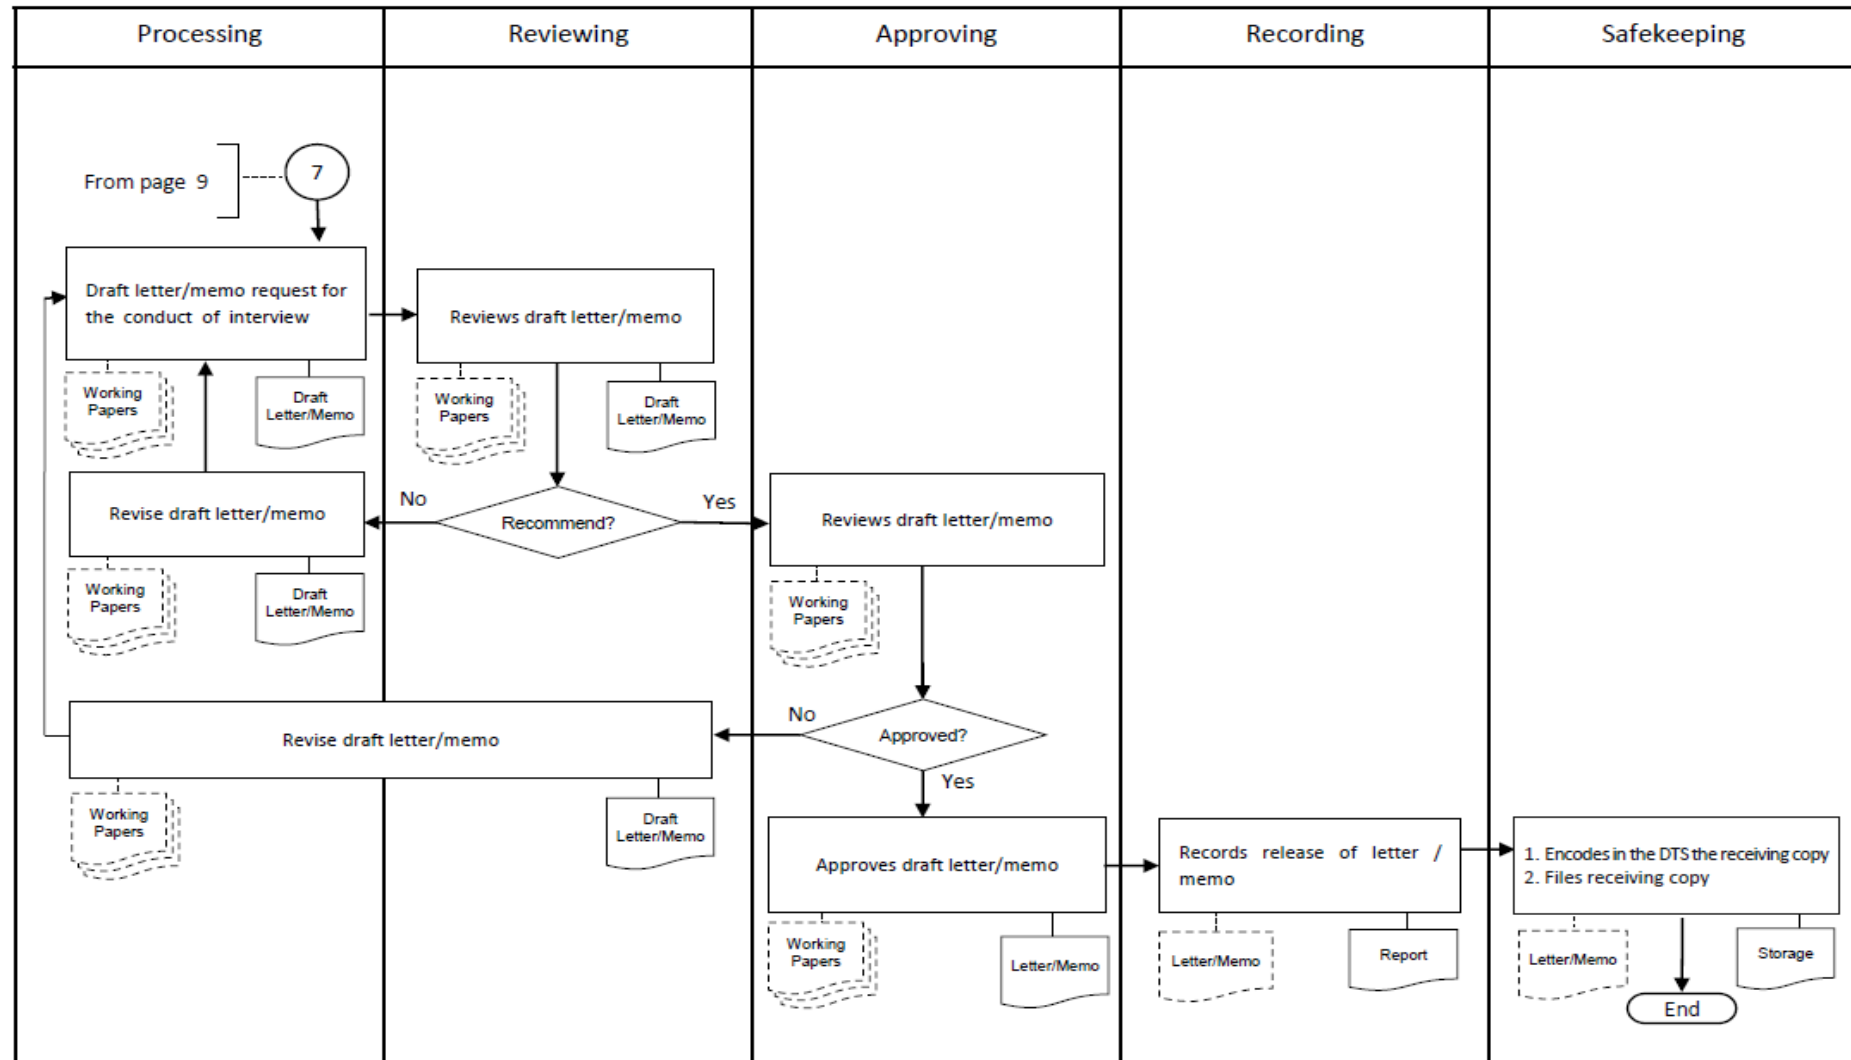 Processing
Reviewing
Approving
Recording
Safekeeping
From page 9
7
Draft letter/memo request for
the conduct of interview
Working
Papers
Draft
Letter/Memo
Reviews draft letter/memo
Working
Papers
Draft
Letter/Memo
Revise draft letter/memo
Working
Papers
Draft
Letter/Memo
No
Recommend?
Yes
Reviews draft letter/memo
Working
Papers
Revise draft letter/memo
Working
Papers
Draft
Letter/Memo
No
Approved?
Yes
Approves draft letter/memo
Working
Papers
Letter/Memo
Records release of letter /
memo
Letter/Memo
Report
1. Encodes in the DTS the receiving copy
2. Files receiving copy
Letter/Memo
Storage
End